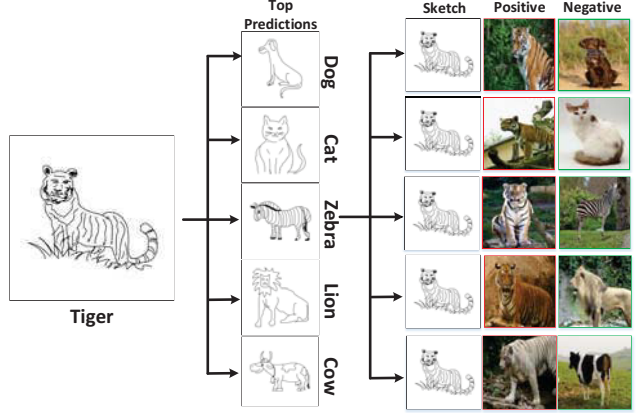 Top
Predictions
Sketch
Positive
Negative
Tiger
Dog
Cat
Zebra
Lion
Cow